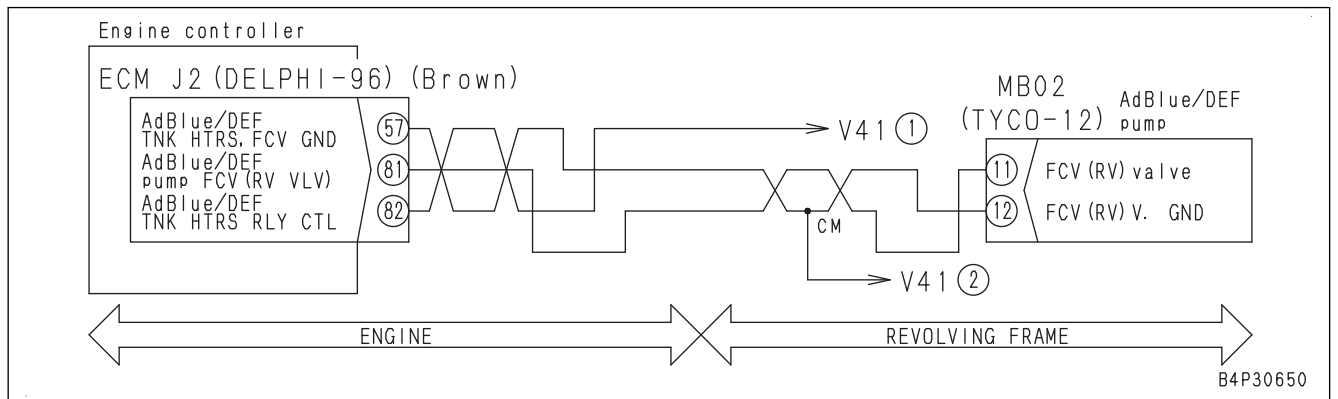 Engine controller
ECM J2 (DELPHI-96) (Brown)
AdBlue/DEF
TNK HTRS, FCV GND
57
AdBlue/DEF
pump FCV (RV VLV)
81
AdBlue/DEF
TNK HTRS RLY CTL
82
V41 1
CM
V41 2
MB02
(TYCO-12)
AdBlue/DEF
pump
11
FCV (RV) valve
12
FCV (RV) V. GND
ENGINE
REVOLVING FRAME
B4P30650